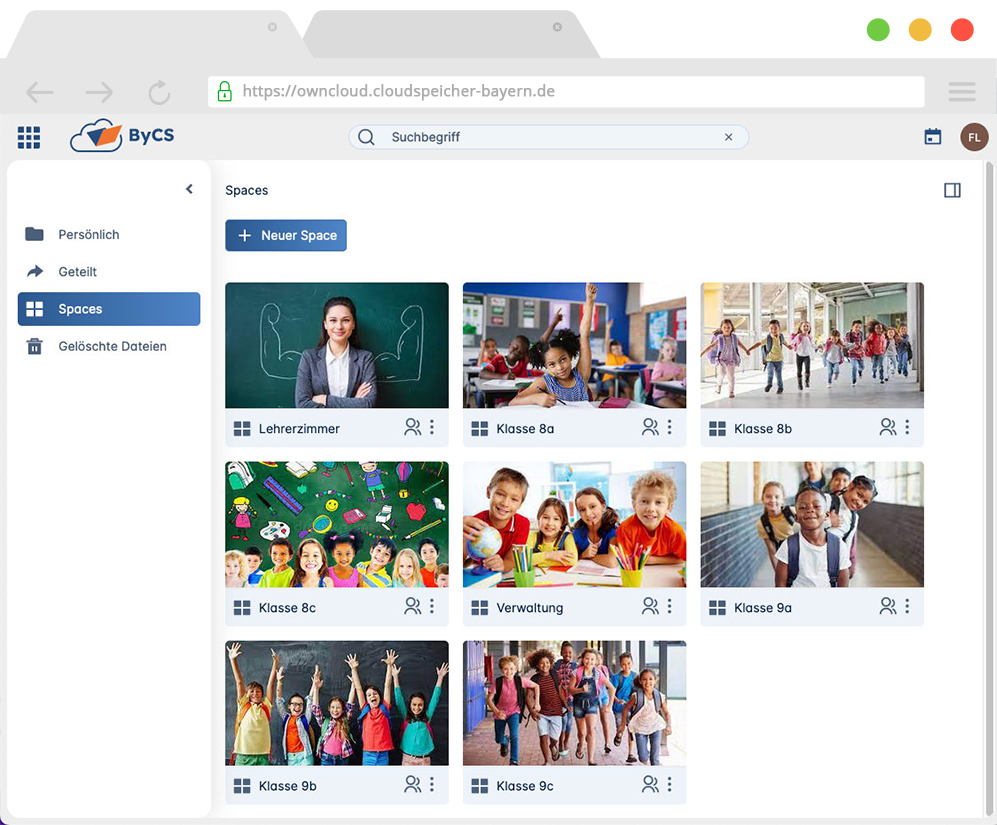 https://owncloud.cloudspeicher-bayern.de
ByCS
Suchbegriff
FL
Spaces
Neuer Space
Persönlich
Geteilt
Spaces
Gelöschte Dateien
Lehrerzimmer
Klasse 8a
Klasse 8b
Klasse 8c
Verwaltung
Klasse 9a
Klasse 9b
Klasse 9c